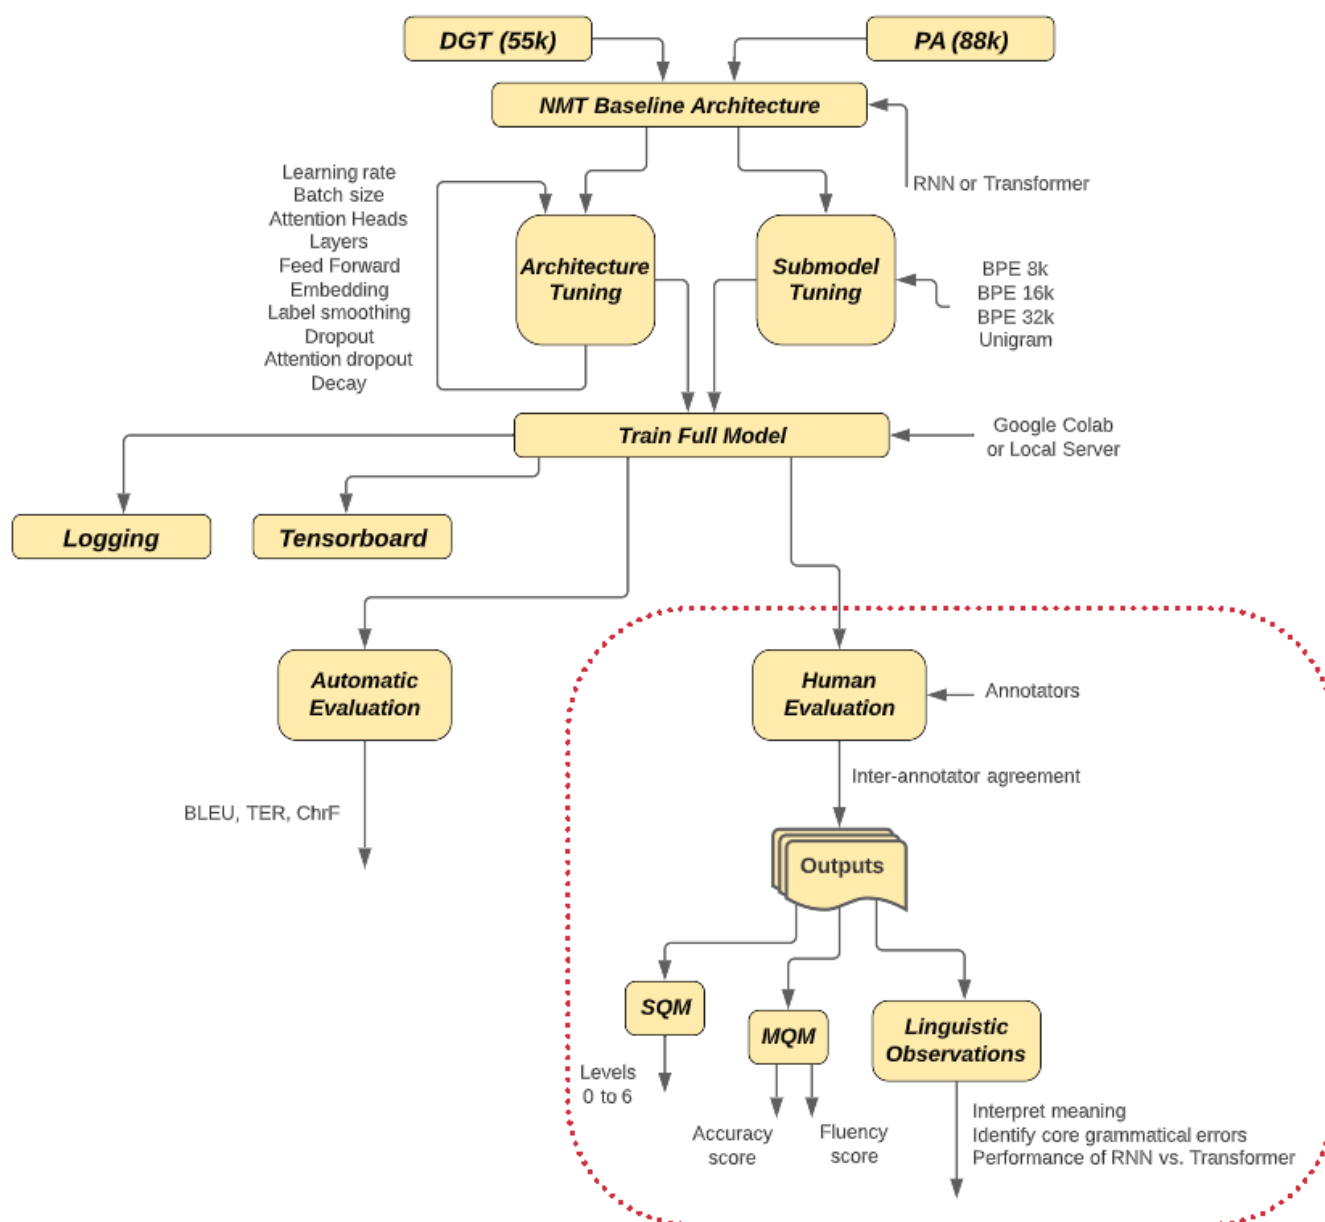 DGT (55k)
PA (88k)
NMT Baseline Architecture
RNN or Transformer
Learning rate
Batch size
Attention Heads
Layers
Feed Forward
Embedding
Label smoothing
Dropout
Attention dropout
Decay
Architecture
Tuning
Submodel
Tuning
BPE 8k
BPE 16k
BPE 32k
Unigram
Train Full Model
Google Colab
or Local Server
Logging
Tensorboard
Automatic
Evaluation
Human
Evaluation
Annotators
Inter-annotator agreement
BLEU, TER, ChrF
Outputs
SQM
MQM
Linguistic
Observations
Levels
0 to 6
Accuracy
score
Fluency
score
Interpret meaning
Identify core grammatical errors
Performance of RNN vs. Transformer